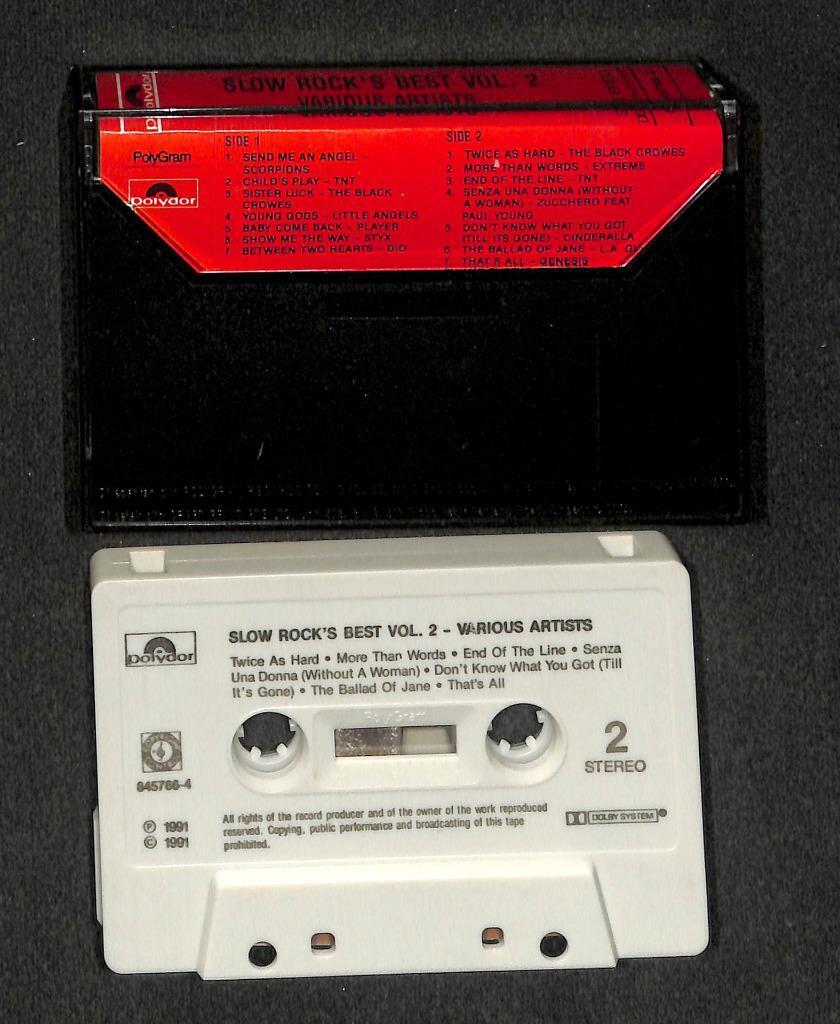 polydor
SLOW ROCK'S BEST VOL. 2
VARIOUS ARTISTS
PolyGram
polydor
SIDE 1
1. SEND ME AN ANGEL -
SCORPIONS
2. CHILD'S PLAY - TNT
3. SISTER LUCK - THE BLACK
CROWES
4. YOUNG GODS - LITTLE ANGELS
5. BABY COME BACK - PLAYER
6. SHOW ME THE WAY - STYX
7. BETWEEN TWO HEARTS - DIO
SIDE 2
1. TWICE AS HARD - THE BLACK CROWES
2. MORE THAN WORDS - EXTREME
3. END OF THE LINE - TNT
4. SENZA UNA DONNA (WITHOUT
A WOMAN) - ZUCCHERO FEAT.
PAUL YOUNG
5. DON'T KNOW WHAT YOU GOT
(TILL ITS GONE) - CINDERALLA
6. THE BALLAD OF JANE - L.A. GU
7. THAT'S ALL - GENESIS
polydor
SLOW ROCK'S BEST VOL. 2 - VARIOUS ARTISTS
Twice As Hard • More Than Words • End Of The Line • Senza
Una Donna (Without A Woman) • Don't Know What You Got (Till
It's Gone) • The Ballad Of Jane • That's All
PolyGram
2
STEREO
845766-4
℗ 1991
© 1991
All rights of the record producer and of the owner of the work reproduced
reserved. Copying, public performance and broadcasting of this tape
prohibited.
DOLBY SYSTEM